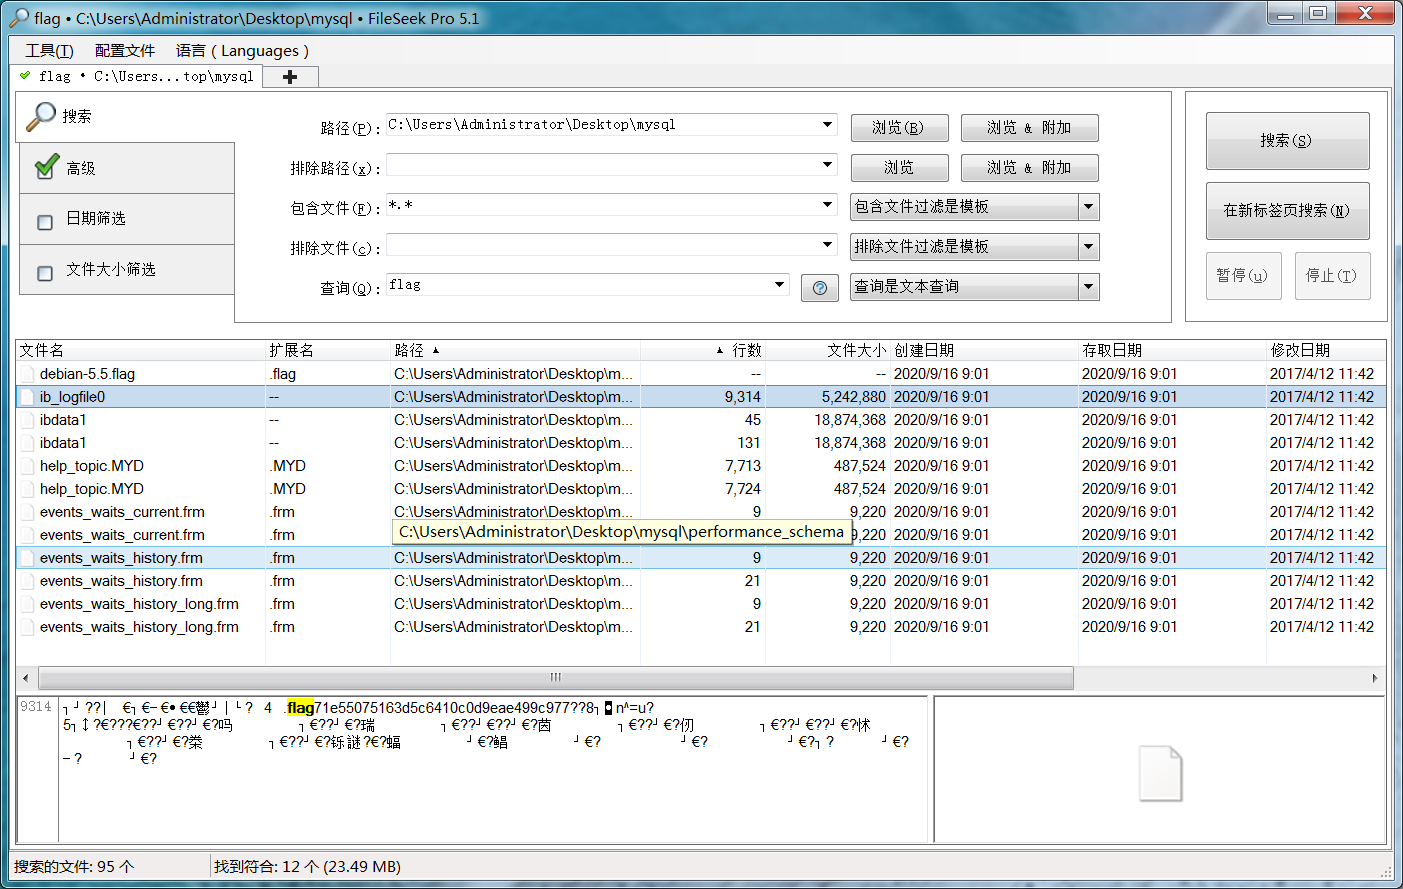 flag • C:\Users\Administrator\Desktop\mysql • FileSeek Pro 5.1
工具(T) 配置文件 语言 ( Languages )
flag • C:\Users...top\mysql
搜索
高级
日期筛选
文件大小筛选
路径(P): C:\Users\Administrator\Desktop\mysql 浏览(B) 浏览 & 附加
排除路径(x): 浏览 浏览 & 附加
包含文件(F): *.* 包含文件过滤是模板
排除文件(c): 排除文件过滤是模板
查询(Q): flag 查询是文本查询
搜索(S)
在新标签页搜索(N)
暂停(u) 停止(T)
文件名 扩展名 路径 行数 文件大小 创建日期 存取日期 修改日期
debian-5.5.flag .flag C:\Users\Administrator\Desktop\m... -- -- 2020/9/16 9:01 2020/9/16 9:01 2017/4/12 11:42
ib_logfile0 -- C:\Users\Administrator\Desktop\m... 9,314 5,242,880 2020/9/16 9:01 2020/9/16 9:01 2017/4/12 11:42
ibdata1 -- C:\Users\Administrator\Desktop\m... 45 18,874,368 2020/9/16 9:01 2020/9/16 9:01 2017/4/12 11:42
ibdata1 -- C:\Users\Administrator\Desktop\m... 131 18,874,368 2020/9/16 9:01 2020/9/16 9:01 2017/4/12 11:42
help_topic.MYD .MYD C:\Users\Administrator\Desktop\m... 7,713 487,524 2020/9/16 9:01 2020/9/16 9:01 2017/4/12 11:42
help_topic.MYD .MYD C:\Users\Administrator\Desktop\m... 7,724 487,524 2020/9/16 9:01 2020/9/16 9:01 2017/4/12 11:42
events_waits_current.frm .frm C:\Users\Administrator\Desktop\m... 9 9,220 2020/9/16 9:01 2020/9/16 9:01 2017/4/12 11:42
events_waits_current.frm .frm 9,220 2020/9/16 9:01 2020/9/16 9:01 2017/4/12 11:42
C:\Users\Administrator\Desktop\mysql\performance_schema
events_waits_history.frm .frm C:\Users\Administrator\Desktop\m... 9 9,220 2020/9/16 9:01 2020/9/16 9:01 2017/4/12 11:42
events_waits_history.frm .frm C:\Users\Administrator\Desktop\m... 21 9,220 2020/9/16 9:01 2020/9/16 9:01 2017/4/12 11:42
events_waits_history_long.frm .frm C:\Users\Administrator\Desktop\m... 9 9,220 2020/9/16 9:01 2020/9/16 9:01 2017/4/12 11:42
events_waits_history_long.frm .frm C:\Users\Administrator\Desktop\m... 21 9,220 2020/9/16 9:01 2020/9/16 9:01 2017/4/12 11:42
9314 4 .flag71e55075163d5c6410c0d9eae499c977??8
搜索的文件: 95 个 找到符合: 12 个 (23.49 MB)